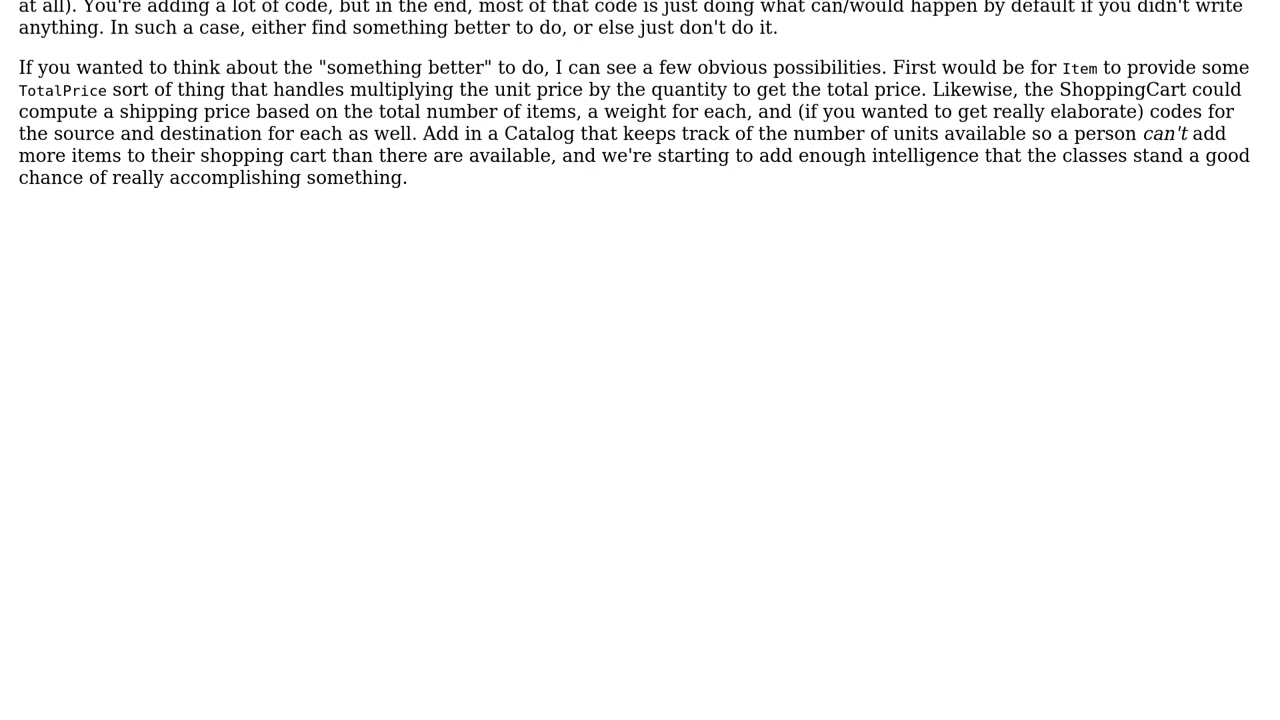 at all). You're adding a lot of code, but in the end, most of that code is just doing what can/would happen by default if you didn't write
anything. In such a case, either find something better to do, or else just don't do it.
If you wanted to think about the "something better" to do, I can see a few obvious possibilities. First would be for Item to provide some
TotalPrice sort of thing that handles multiplying the unit price by the quantity to get the total price. Likewise, the ShoppingCart could
compute a shipping price based on the total number of items, a weight for each, and (if you wanted to get really elaborate) codes for
the source and destination for each as well. Add in a Catalog that keeps track of the number of units available so a person can't add
more items to their shopping cart than there are available, and we're starting to add enough intelligence that the classes stand a good
chance of really accomplishing something.